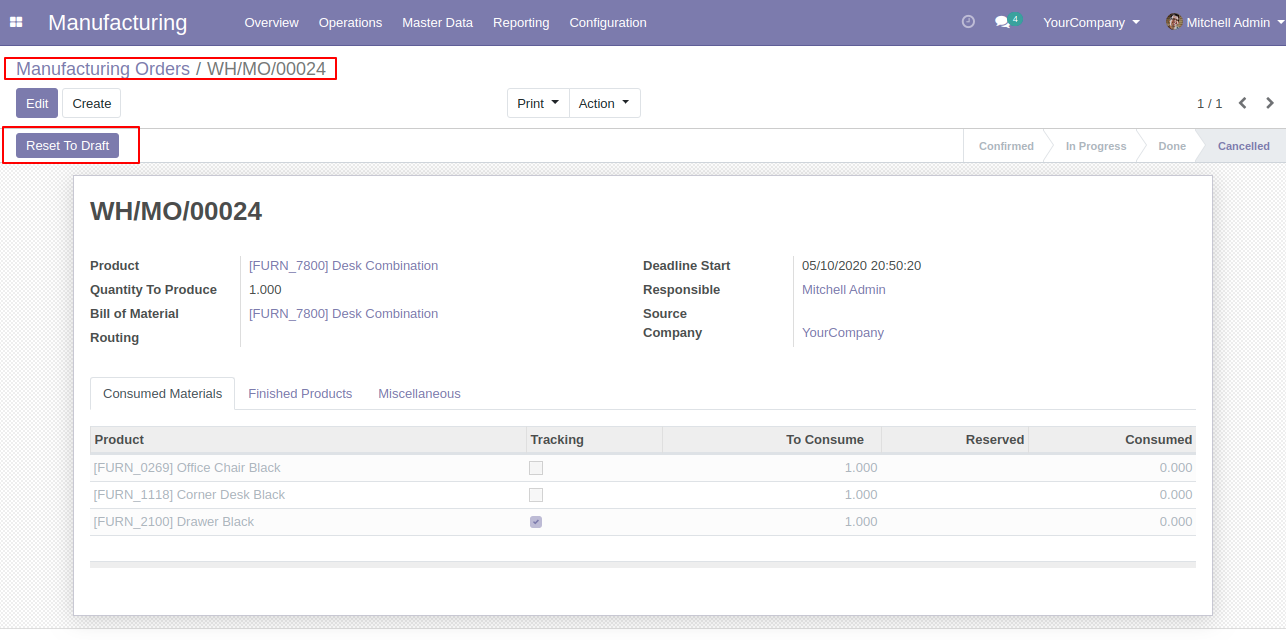 Manufacturing Overview Operations Master Data Reporting Configuration 4 YourCompany Mitchell Admin
Manufacturing Orders / WH/MO/00024
Edit Create Print Action 1 / 1
Reset To Draft Confirmed In Progress Done Cancelled
WH/MO/00024
Product [FURN_7800] Desk Combination Deadline Start 05/10/2020 20:50:20
Quantity To Produce 1.000 Responsible Mitchell Admin
Bill of Material [FURN_7800] Desk Combination Source
Routing Company YourCompany
Consumed Materials Finished Products Miscellaneous
Product Tracking To Consume Reserved Consumed
[FURN_0269] Office Chair Black 1.000 0.000
[FURN_1118] Corner Desk Black 1.000 0.000
[FURN_2100] Drawer Black 1.000 0.000